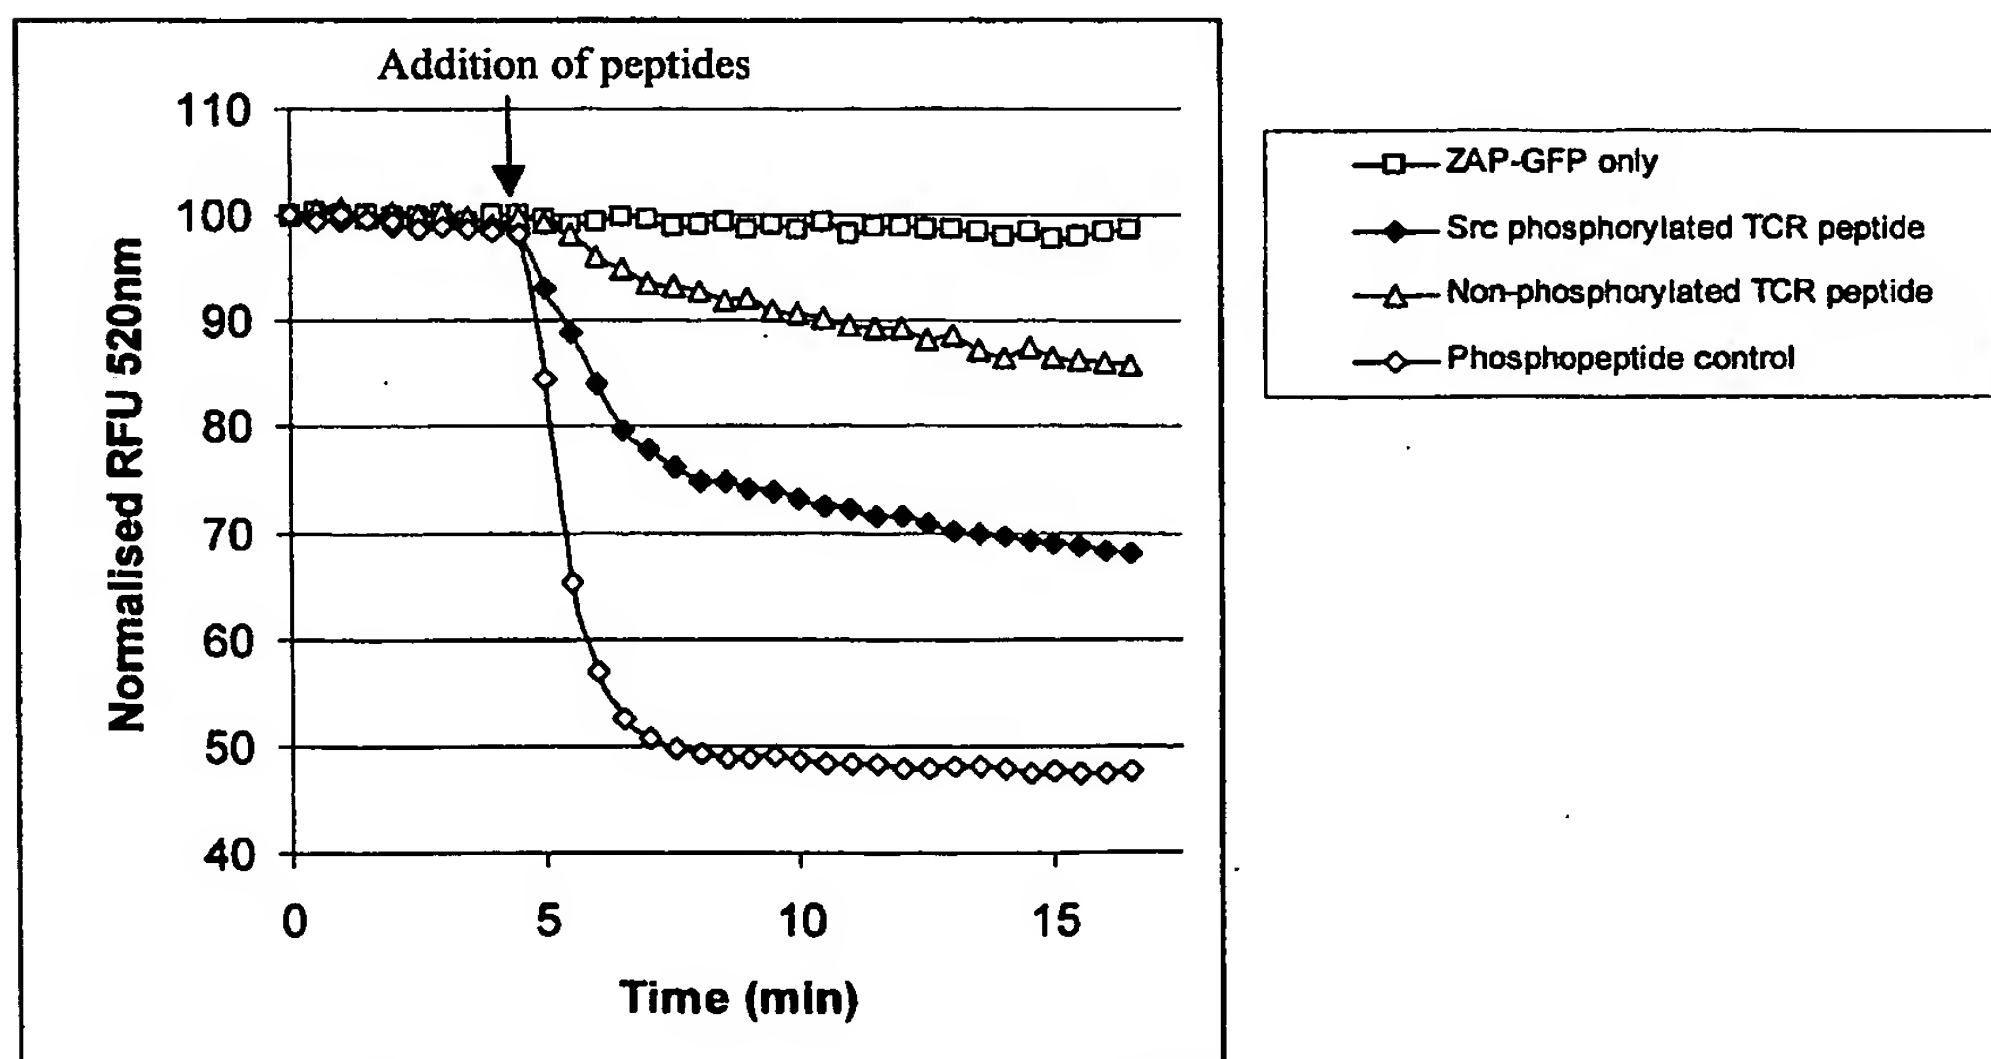 Addition of peptides
110
100
90
80
70
60
50
40
Normalised RFU 520nm
0 5 10 15
Time (min)
ZAP-GFP only
Src phosphorylated TCR peptide
Non-phosphorylated TCR peptide
Phosphopeptide control